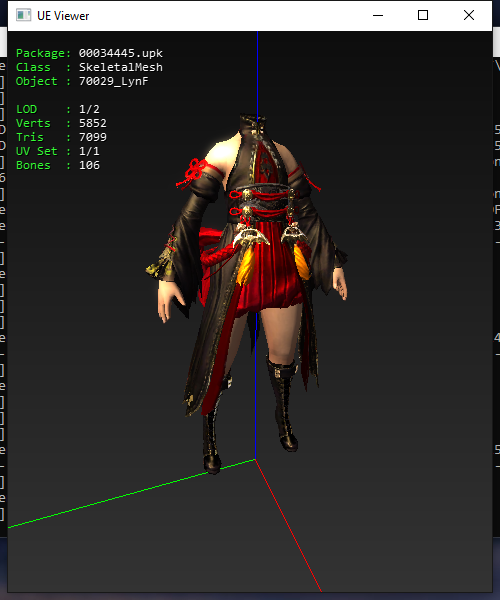 UE Viewer
Package: 00034445.upk
Class  : SkeletalMesh
Object : 70029_LynF
LOD    : 1/2
Verts  : 5852
Tris   : 7099
UV Set : 1/1
Bones  : 106